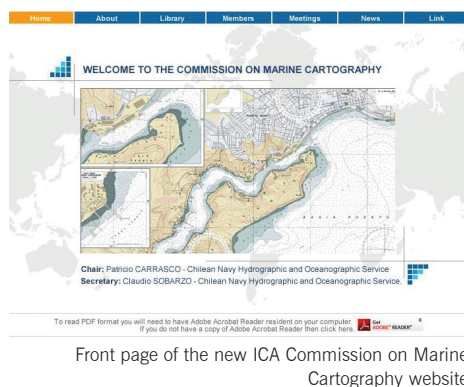 Home About Library Members Meetings News Link
WELCOME TO THE COMMISSION ON MARINE CARTOGRAPHY
Chair: Patricio CARRASCO - Chilean Navy Hydrographic and Oceanographic Service
Secretary: Claudio SOBARZO - Chilean Navy Hydrographic and Oceanographic Service.
To read PDF format you will need to have Adobe Acrobat Reader resident on your computer.
If you do not have a copy of Adobe Acrobat Reader then click here.
Get
ADOBE® READER®
Front page of the new ICA Commission on Marine
Cartography website